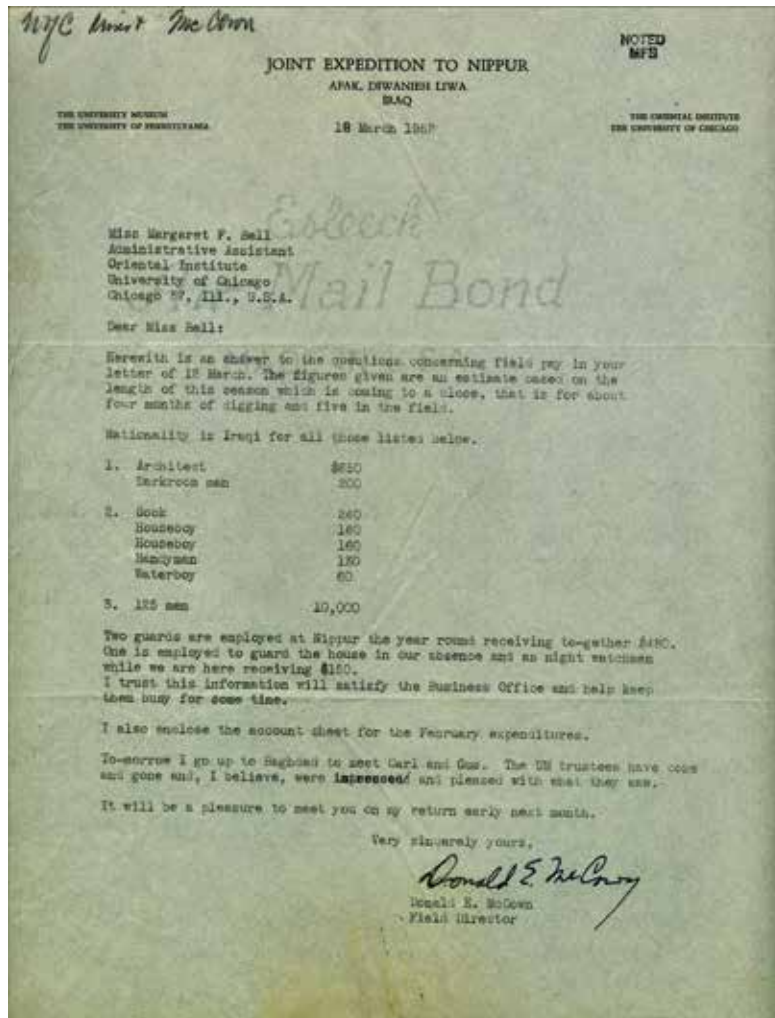 NYC McCown
NOTED
MFB
JOINT EXPEDITION TO NIPPUR
AFAK, DIWANIEH LIWA
IRAQ
THE UNIVERSITY MUSEUM
THE UNIVERSITY OF PENNSYLVANIA
THE ORIENTAL INSTITUTE
THE UNIVERSITY OF CHICAGO
18 March
Esleeck
Mail Bond
Miss Margaret F. Bell
Administrative Assistant
Oriental Institute
University of Chicago
Chicago 37, Ill., U.S.A.
Dear Miss Bell:
Herewith is an answer to the questions concerning field pay in your
letter of 12 March. The figures given are an estimate based on the
length of this season which is coming to a close, that is for about
four months of digging and five in the field.
Nationality is Iraqi for all those listed below.
1. Architect $650
Darkroom man 200
2. Cook 240
Houseboy 160
Houseboy 160
Handyman 130
Waterboy 60
3. 125 men 10,000
Two guards are employed at Nippur the year round receiving to-gether $480.
One is employed to guard the house in our absence and as night watchman
while we are here receiving $150.
I trust this information will satisfy the Business Office and help keep
them busy for some time.
I also enclose the account sheet for the February expenditures.
To-morrow I go up to Baghdad to meet Carl and Gus. The UM trustees have come
and gone and, I believe, were impressed and pleased with what they saw.
It will be a pleasure to meet you on my return early next month.
Very sincerely yours,
Donald E. McCown
Donald E. McCown
Field Director